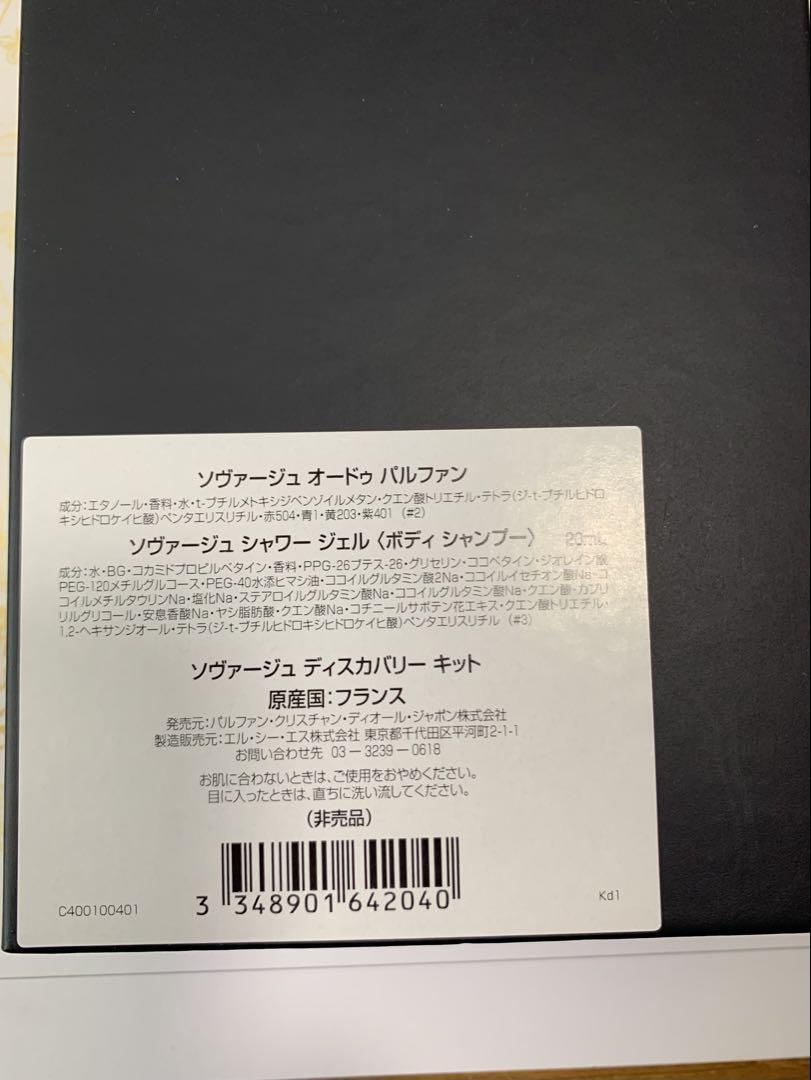 ソヴァージュ オードゥ パルファン
成分：エタノール・香料・水・t-ブチルメトキシジベンゾイルメタン・クエン酸トリエチル・テトラ(ジ-t-ブチルヒドロ
キシヒドロケイヒ酸)ペンタエリスリチル・赤504・青1・黄203・紫401 (#2)
ソヴァージュ シャワー ジェル〈ボディ シャンプー〉 20mL
成分：水・BG・コカミドプロピルベタイン・香料・PPG-26ブテス-26・グリセリン・ココベタイン・ジオレイン酸
PEG-120メチルグルコース・PEG-40水添ヒマシ油・ココイルグルタミン酸2Na・ココイルイセチオン酸Na・コ
コイルメチルタウリンNa・塩化Na・ステアロイルグルタミン酸Na・ココイルグルタミン酸Na・クエン酸・カプリ
リルグリコール・安息香酸Na・ヤシ脂肪酸・クエン酸Na・コチニールサボテン花エキス・クエン酸トリエチル・
1,2-ヘキサンジオール・テトラ(ジ-t-ブチルヒドロキシヒドロケイヒ酸)ペンタエリスリチル (#3)
ソヴァージュ ディスカバリー キット
原産国：フランス
発売元：パルファン・クリスチャン・ディオール・ジャポン株式会社
製造販売元：エル・シー・エス株式会社 東京都千代田区平河町2-1-1
お問い合わせ先 03－3239－0618
お肌に合わないときは、ご使用をおやめください。
目に入ったときは、直ちに洗い流してください。
(非売品)
C400100401
3 348901 642040
Kd1